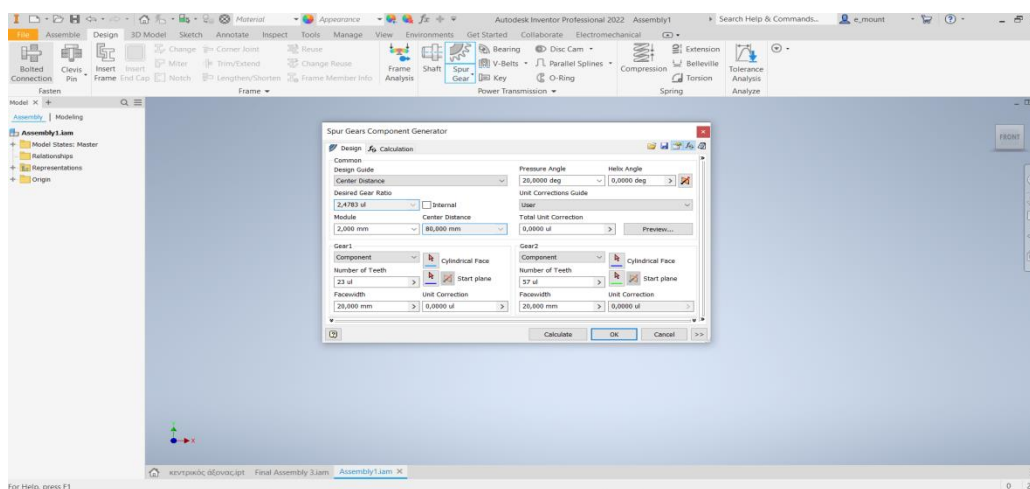 Material Appearance Autodesk Inventor Professional 2022 Assembly1 Search Help & Commands... e_mount
File Assemble Design 3D Model Sketch Annotate Inspect Tools Manage View Environments Get Started Collaborate Electromechanical
Change Corner Joint Reuse Bearing Disc Cam Extension
Miter Trim/Extend Change Reuse V-Belts Parallel Splines Belleville
Bolted Connection Clevis Pin Insert Frame Insert End Cap Notch Lengthen/Shorten Frame Member Info Frame Analysis Shaft Spur Gear Key O-Ring Compression Torsion Tolerance Analysis
Fasten Frame Power Transmission Spring Analyze
Model
Assembly Modeling
Assembly1.iam
Model States: Master
Relationships
Representations
Origin
FRONT
Spur Gears Component Generator
Design Calculation
Common
Design Guide Pressure Angle Helix Angle
Center Distance 20,0000 deg 0,0000 deg
Desired Gear Ratio Unit Corrections Guide
2,4783 ul Internal User
Module Center Distance Total Unit Correction
2,000 mm 80,000 mm 0,0000 ul Preview...
Gear1 Gear2
Component Cylindrical Face Component Cylindrical Face
Number of Teeth Number of Teeth
23 ul Start plane 57 ul Start plane
Facewidth Unit Correction Facewidth Unit Correction
20,000 mm 0,0000 ul 20,000 mm 0,0000 ul
Calculate OK Cancel >>
X
κεντρικός άξονας.ipt Final Assembly 3.iam Assembly1.iam
For Help, press F1 0